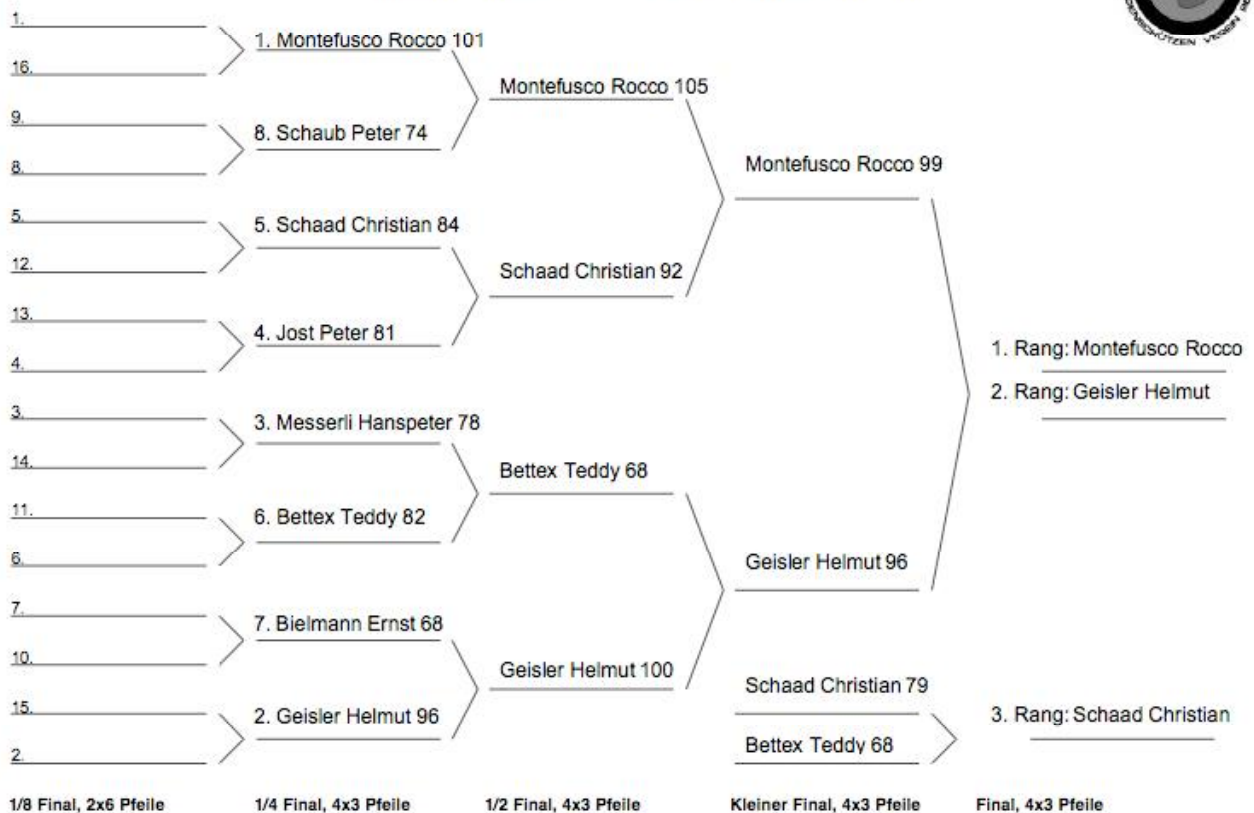 1.
16.
9.
8.
5.
12.
13.
4.
3.
14.
11.
6.
7.
10.
15.
2.
1. Montefusco Rocco 101
8. Schaub Peter 74
5. Schaad Christian 84
4. Jost Peter 81
3. Messerli Hanspeter 78
6. Bettex Teddy 82
7. Bielmann Ernst 68
2. Geisler Helmut 96
Montefusco Rocco 105
Schaad Christian 92
Bettex Teddy 68
Geisler Helmut 100
Montefusco Rocco 99
Geisler Helmut 96
Schaad Christian 79
Bettex Teddy 68
1. Rang: Montefusco Rocco
2. Rang: Geisler Helmut
3. Rang: Schaad Christian
1/8 Final, 2x6 Pfeile
1/4 Final, 4x3 Pfeile
1/2 Final, 4x3 Pfeile
Kleiner Final, 4x3 Pfeile
Final, 4x3 Pfeile
VEREIN